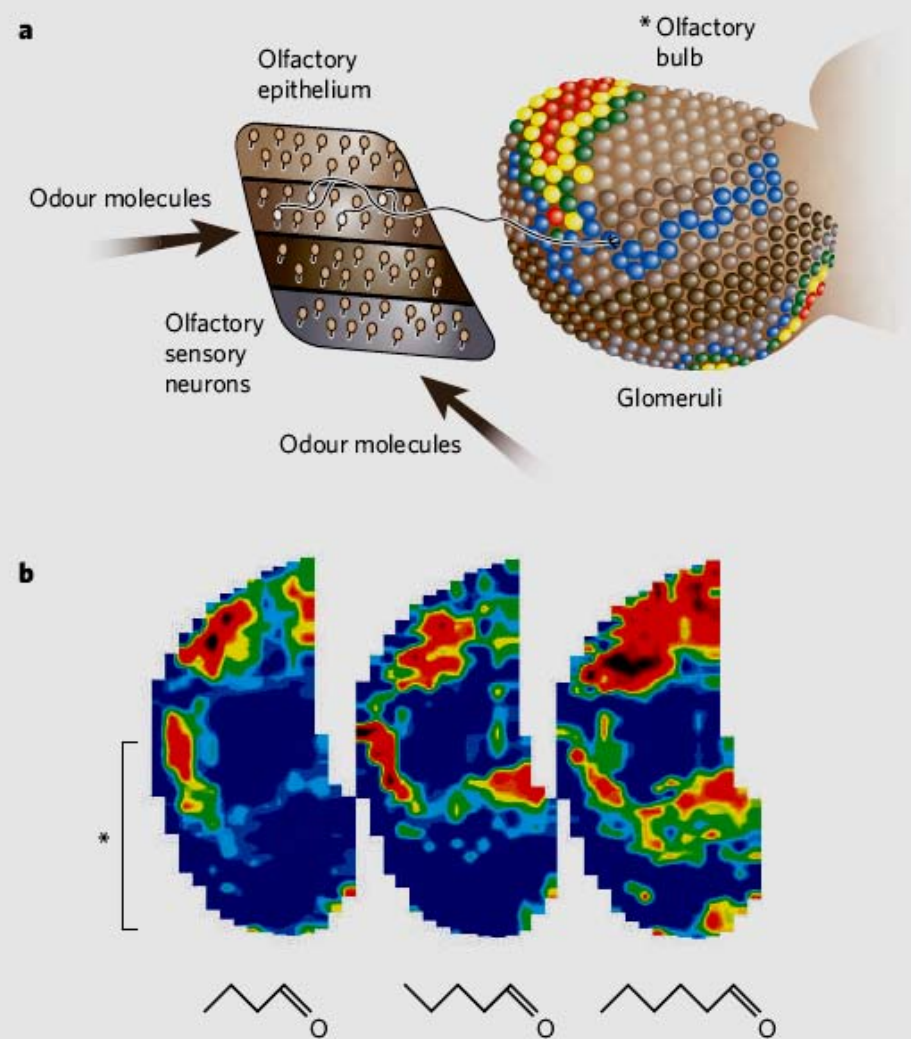 a
* Olfactory
bulb
Olfactory
epithelium
Odour molecules
Olfactory
sensory
neurons
Glomeruli
Odour molecules
b
*
O
O
O